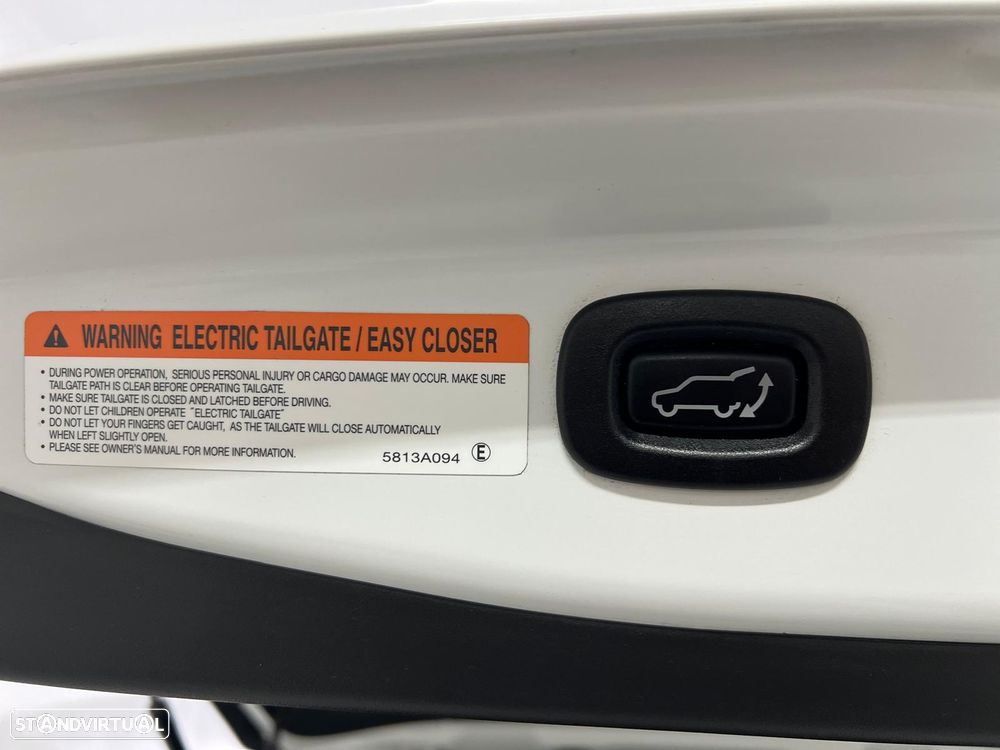 WARNING ELECTRIC TAILGATE / EASY CLOSER
• DURING POWER OPERATION, SERIOUS PERSONAL INJURY OR CARGO DAMAGE MAY OCCUR. MAKE SURE
TAILGATE PATH IS CLEAR BEFORE OPERATING TAILGATE.
• MAKE SURE TAILGATE IS CLOSED AND LATCHED BEFORE DRIVING.
• DO NOT LET CHILDREN OPERATE "ELECTRIC TAILGATE"
• DO NOT LET YOUR FINGERS GET CAUGHT, AS THE TAILGATE WILL CLOSE AUTOMATICALLY
WHEN LEFT SLIGHTLY OPEN.
• PLEASE SEE OWNER'S MANUAL FOR MORE INFORMATION.
5813A094 Ⓔ
STANDVIRTUAL